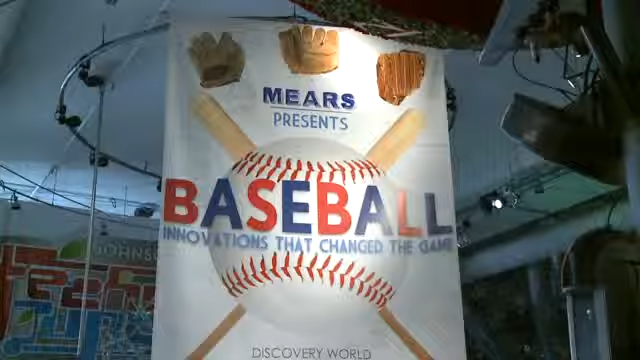 MEARS
PRESENTS
BASEBALL
INNOVATIONS THAT CHANGED THE GAME
DISCOVERY WORLD